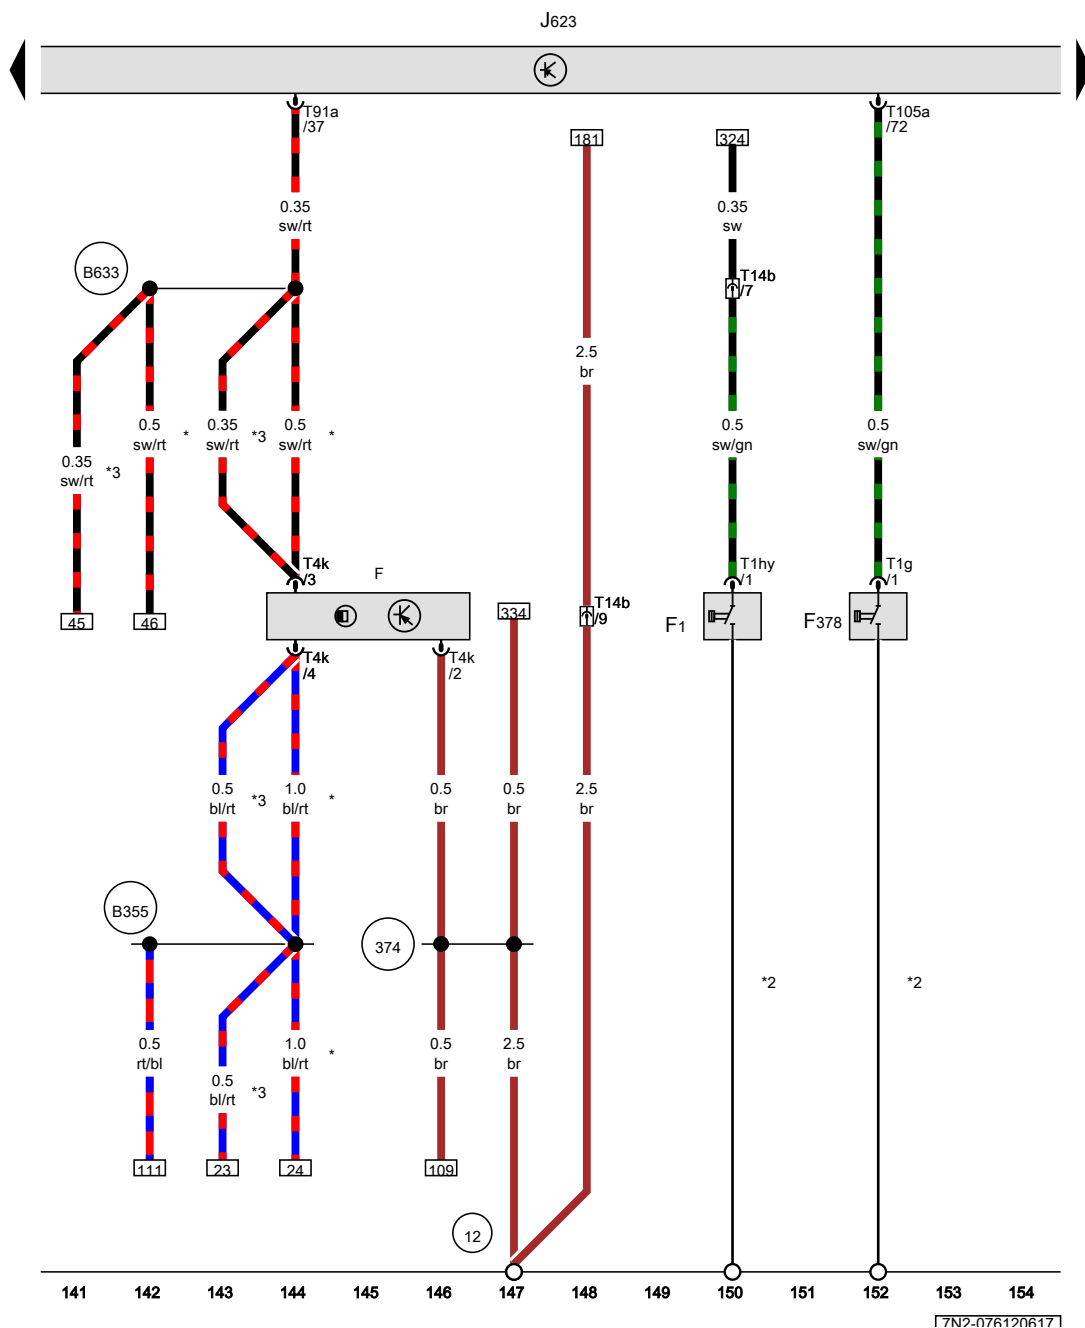 J623
T91a
/37
T105a
/72
181
324
0.35
sw/rt
0.35
sw
B633
T14b
/7
2.5
br
0.5
sw/rt
*
0.35
sw/rt
*3
0.5
sw/rt
*
0.5
sw/gn
0.5
sw/gn
0.35
sw/rt
*3
T4k
/3
F
T1hy
/1
T1g
/1
45
46
334
T14b
/9
F1
F378
T4k
/4
T4k
/2
0.5
bl/rt
*3
1.0
bl/rt
*
0.5
br
0.5
br
2.5
br
B355
374
*2
*2
0.5
rt/bl
0.5
bl/rt
*3
1.0
bl/rt
*
0.5
br
2.5
br
111
23
24
109
12
141 142 143 144 145 146 147 148 149 150 151 152 153 154
7N2-076120617